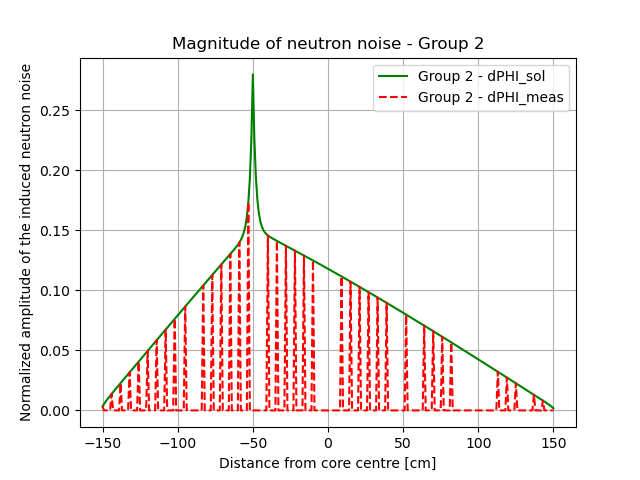 Magnitude of neutron noise - Group 2
Group 2 - dPHI_sol
Group 2 - dPHI_meas
Normalized amplitude of the induced neutron noise
0.25
0.20
0.15
0.10
0.05
0.00
−150 −100 −50 0 50 100 150
Distance from core centre [cm]